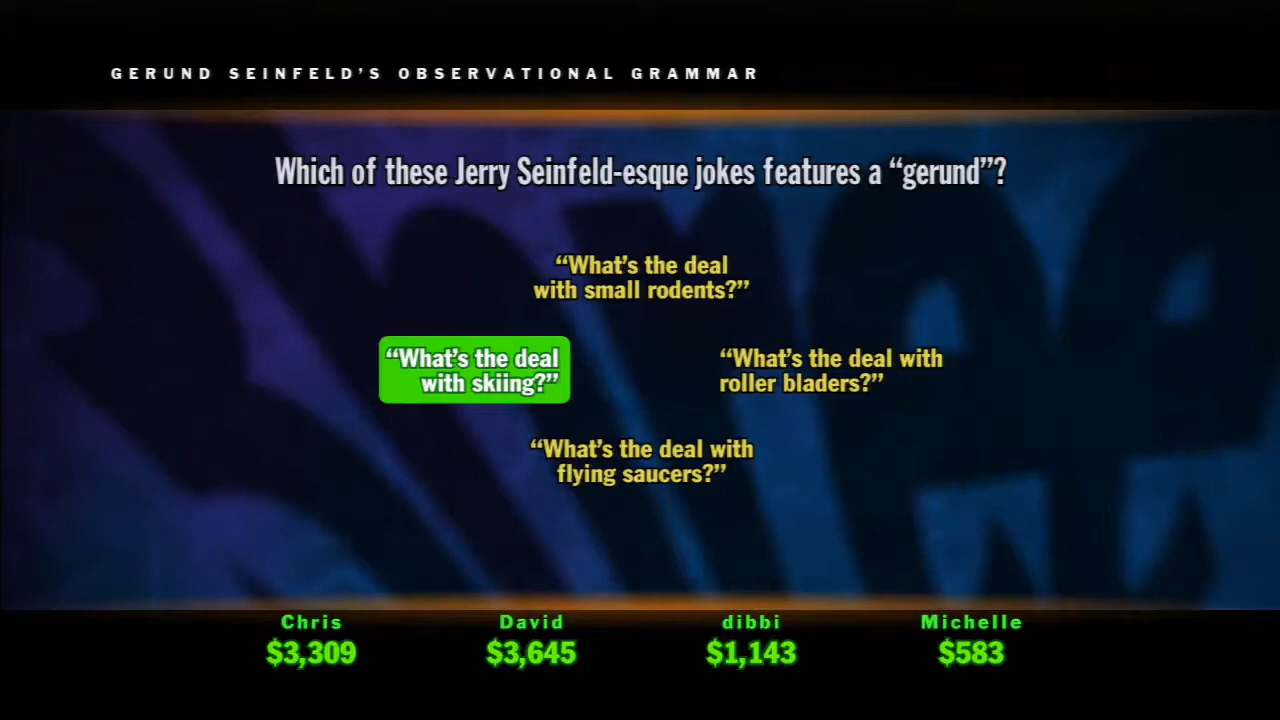 GERUND SEINFELD'S OBSERVATIONAL GRAMMAR
Which of these Jerry Seinfeld-esque jokes features a “gerund”?
“What's the deal
with small rodents?”
“What's the deal
with skiing?”
“What's the deal with
roller bladers?”
“What's the deal with
flying saucers?”
Chris
$3,309
David
$3,645
dibbi
$1,143
Michelle
$583